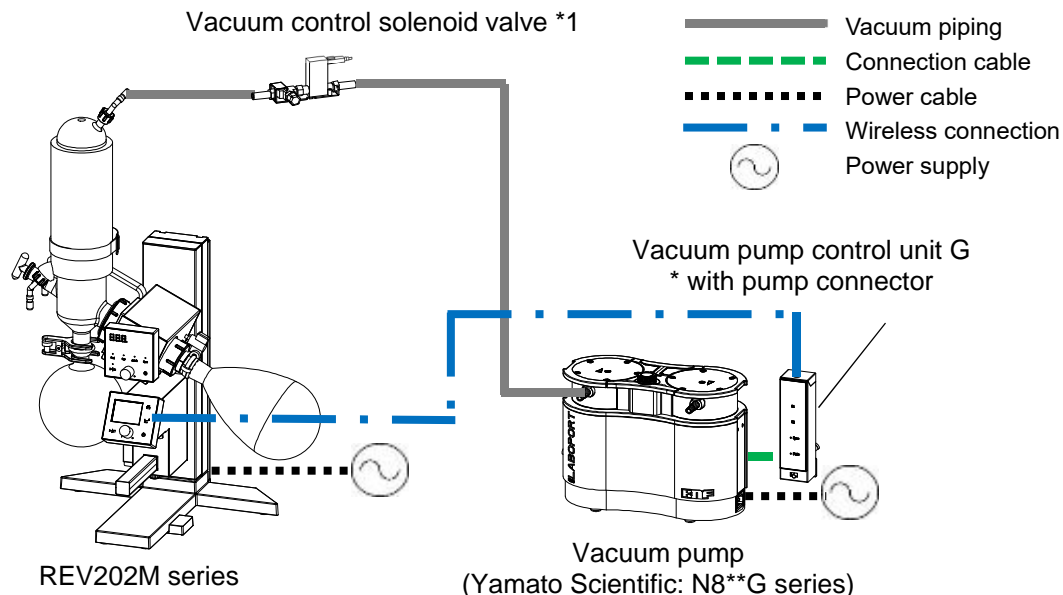 Vacuum control solenoid valve *1
Vacuum piping
Connection cable
Power cable
Wireless connection
Power supply
Vacuum pump control unit G
* with pump connector
LABOPORT
REV202M series
Vacuum pump
(Yamato Scientific: N8**G series)